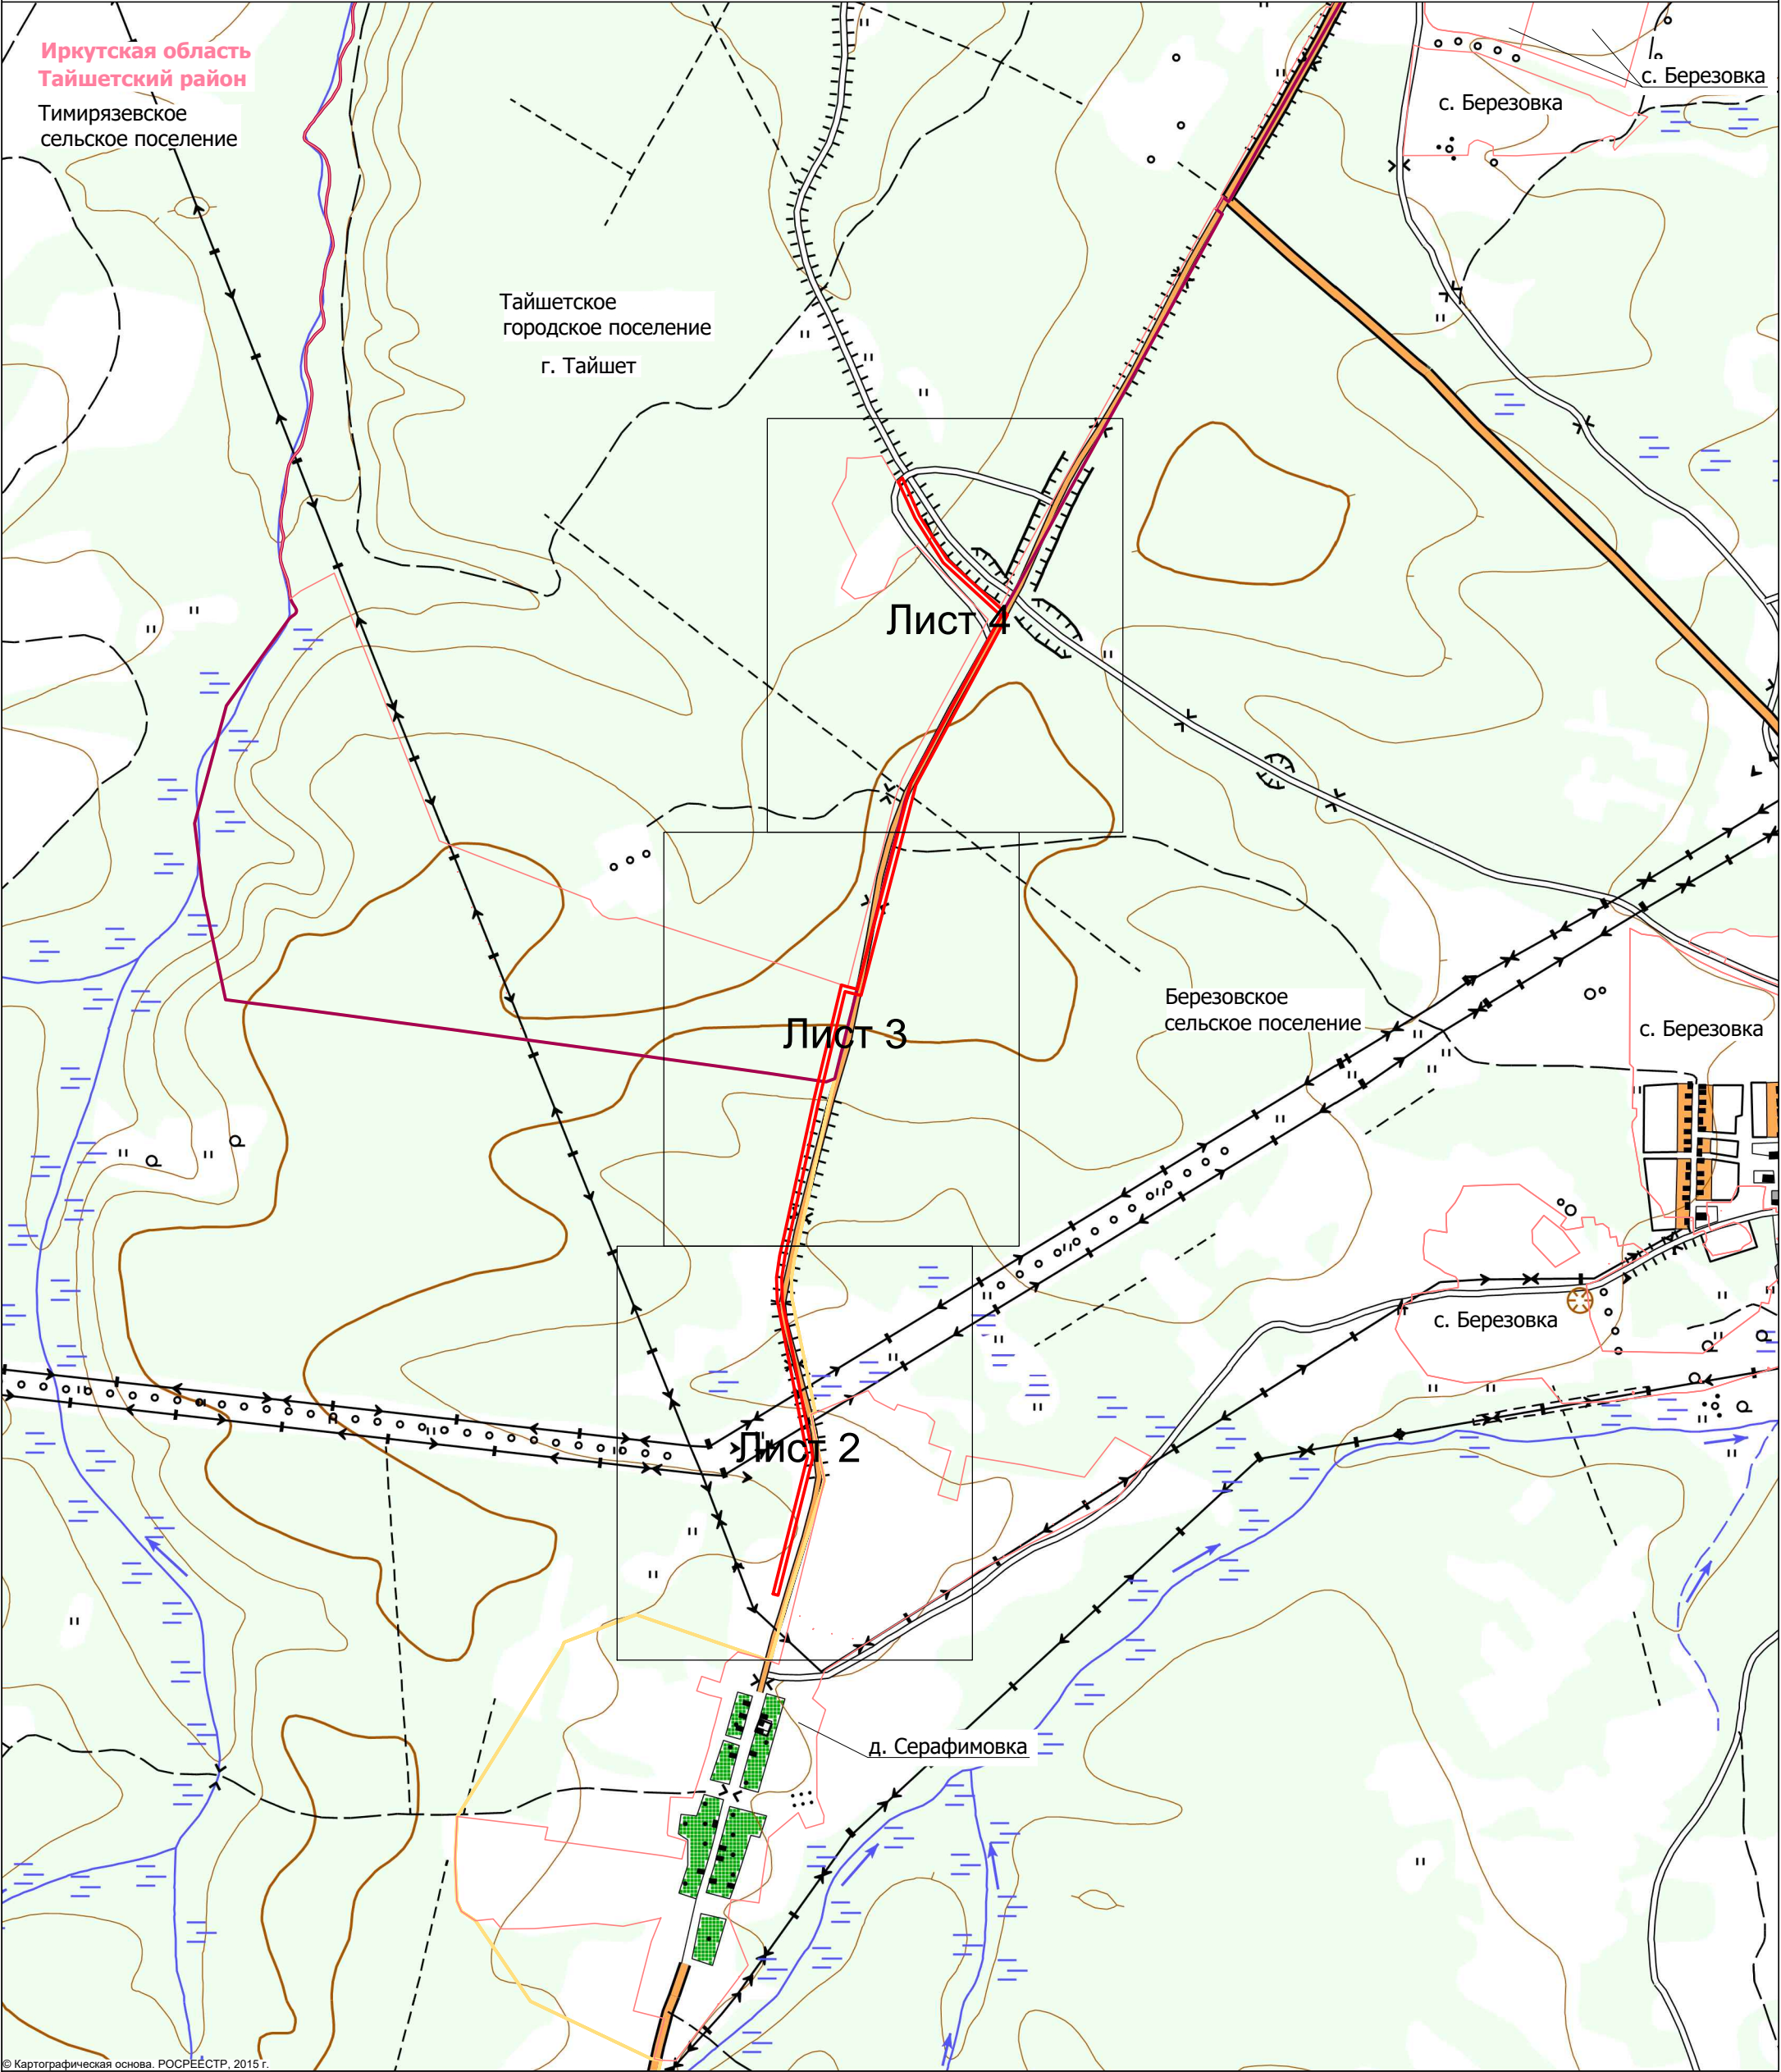 Иркутская область
Тайшетский район
Тимирязевское
сельское поселение
с. Березовка
с. Березовка
Тайшетское
городское поселение
г. Тайшет
Лист 4
Березовское
сельское поселение
с. Березовка
Лист 3
с. Березовка
Лист 2
д. Серафимовка
© Картографическая основа. РОСРЕЕСТР, 2015 г.